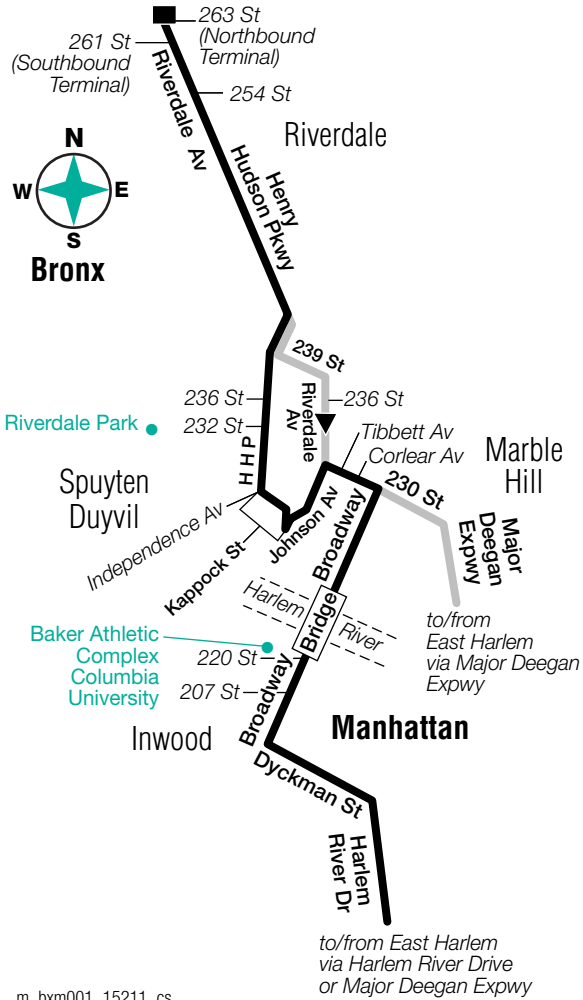 263 St
(Northbound
Terminal)
261 St
(Southbound
Terminal)
Riverdale Av
254 St
Riverdale
N
W
E
S
Bronx
Henry
Hudson Pkwy
239 St
236 St
232 St
Riverdale
Av
236 St
Riverdale Park
H H P
Tibbett Av
Corlear Av
Marble
Hill
Spuyten
Duyvil
230 St
Independence Av
Johnson Av
Kappock St
Broadway
Major
Deegan
Expwy
Harlem
River
Bridge
to/from
East Harlem
via Major Deegan
Expwy
Baker Athletic
Complex
Columbia
University
220 St
207 St
Broadway
Inwood
Manhattan
Dyckman St
Harlem
River Dr
to/from East Harlem
via Harlem River Drive
or Major Deegan Expwy
m_bxm001_15211_cs